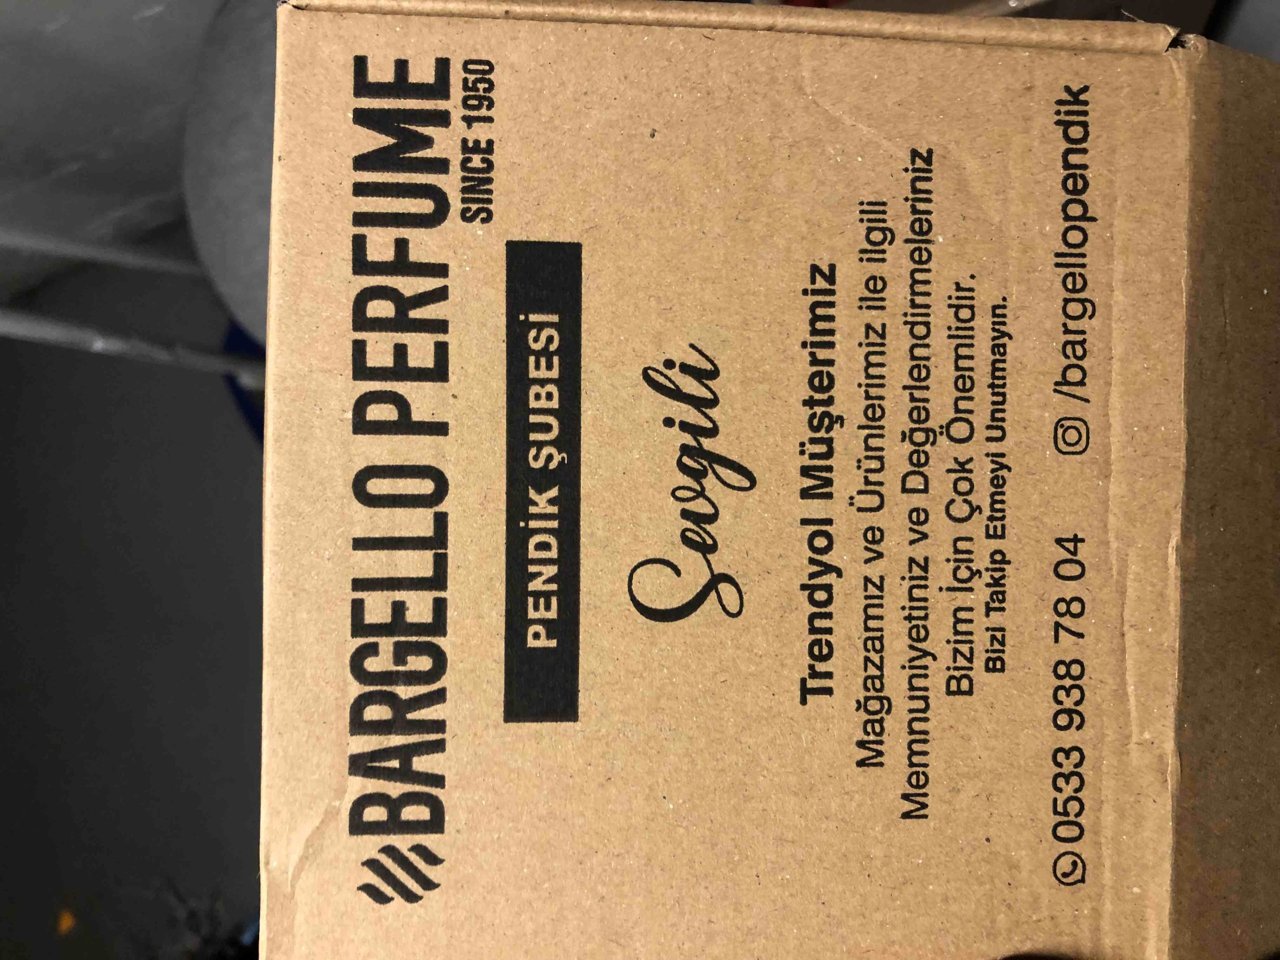 BARGELLO PERFUME
SINCE 1950
PENDİK ŞUBESİ
Sevgili
Trendyol Müşterimiz
Mağazamız ve Ürünlerimiz ile ilgili
Memnuniyetiniz ve Değerlendirmeleriniz
Bizim İçin Çok Önemlidir.
Bizi Takip Etmeyi Unutmayın.
0533 938 78 04 /bargellopendik